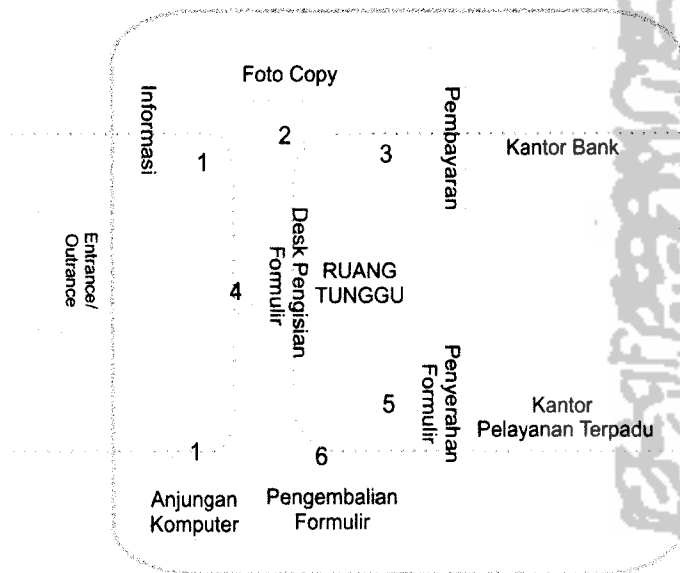 Foto Copy
Informasi
1
2
3
Pembayaran
Kantor Bank
Entrance/
Outrance
4
Desk Pengisian
Formulir
RUANG
TUNGGU
5
Penyerahan
Formulir
Kantor
Pelayanan Terpadu
1
6
Anjungan
Komputer
Pengembalian
Formulir